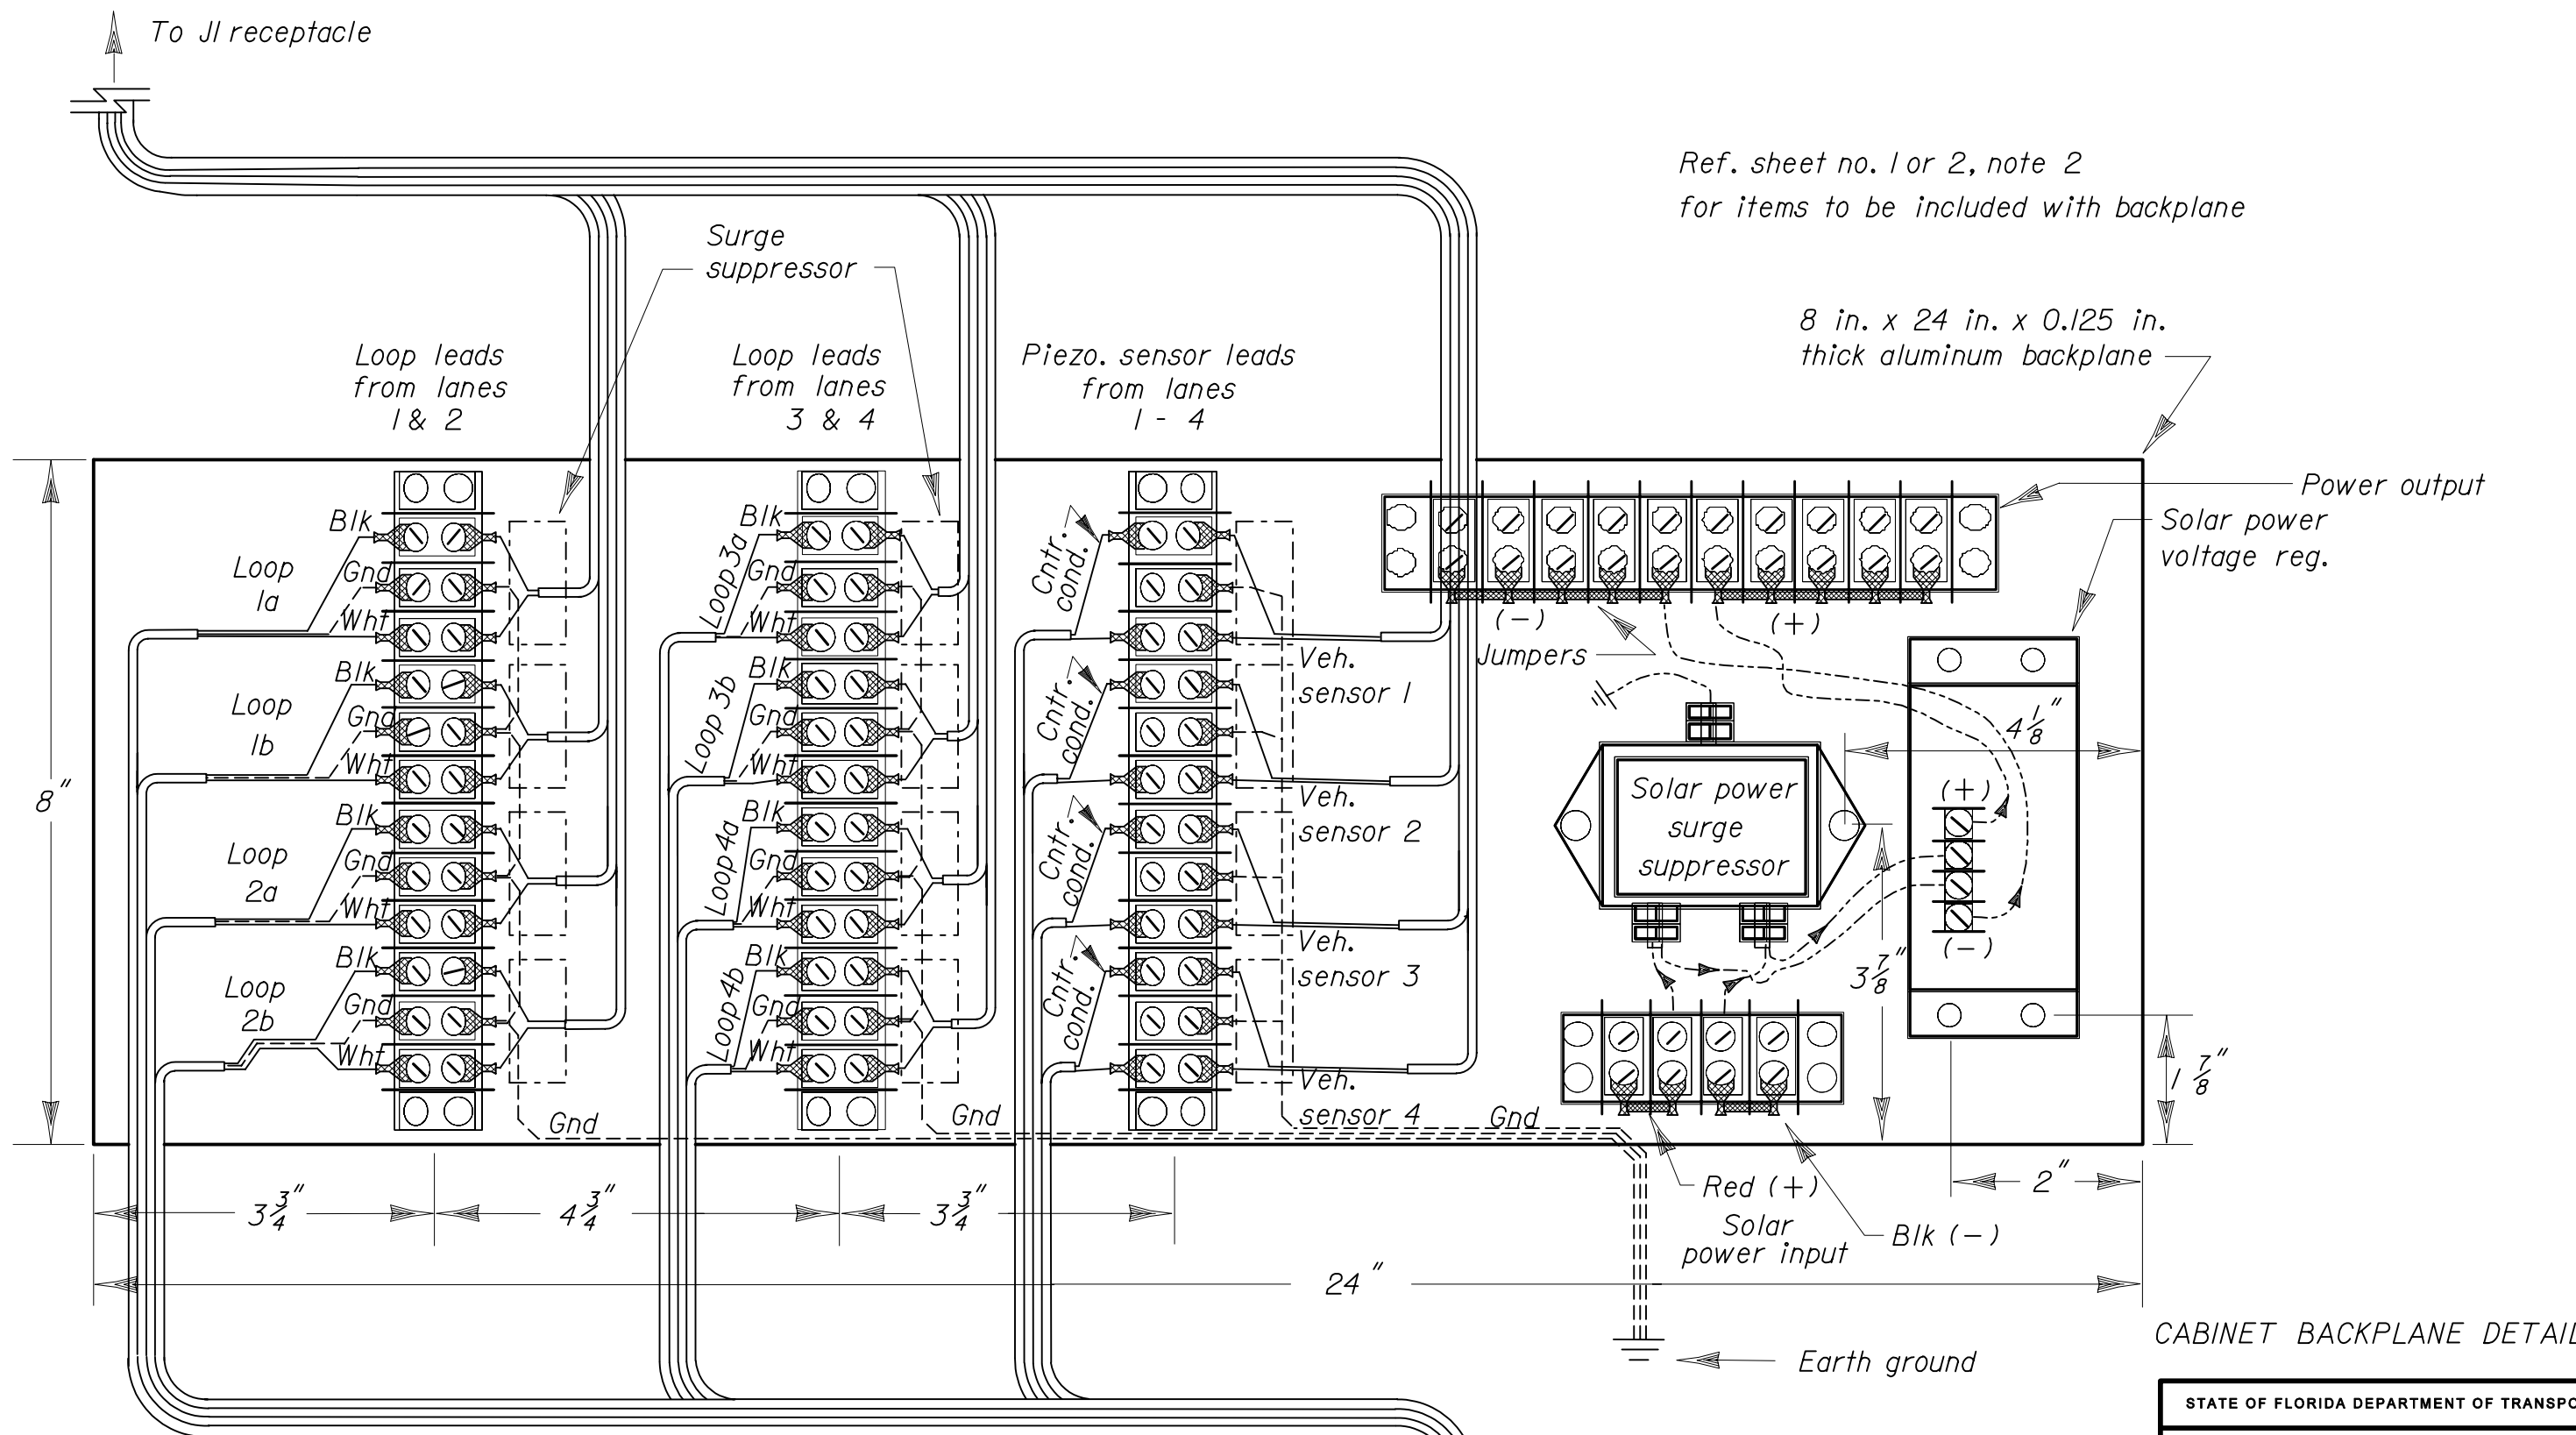 To J1 receptacle
Ref. sheet no. 1 or 2, note 2
for items to be included with backplane
Surge
suppressor
8 in. x 24 in. x 0.125 in.
thick aluminum backplane
Loop leads
from lanes
1 & 2
Loop leads
from lanes
3 & 4
Piezo. sensor leads
from lanes
1 - 4
Power output
Solar power
voltage reg.
Blk
Gnd
Wht
Loop
1a
Blk
Gnd
Wht
Loop
1b
Blk
Gnd
Wht
Loop
2a
Blk
Gnd
Wht
Loop
2b
Blk
Gnd
Wht
Loop 3a
Blk
Gnd
Wht
Loop 3b
Blk
Gnd
Wht
Loop 4a
Blk
Gnd
Wht
Loop 4b
Cntr.
cond.
Cntr.
cond.
Cntr.
cond.
Cntr.
cond.
Veh.
sensor 1
Veh.
sensor 2
Veh.
sensor 3
Veh.
sensor 4
(-)
(+)
Jumpers
4 1/8"
Solar power
surge
suppressor
(+)
(-)
3 7/8"
1 7/8"
8"
Gnd
Gnd
Gnd
Red (+)
Solar
power input
Blk (-)
2"
3 3/4"
4 3/4"
3 3/4"
24"
Earth ground
CABINET BACKPLANE DETAIL
STATE OF FLORIDA DEPARTMENT OF TRANSPO